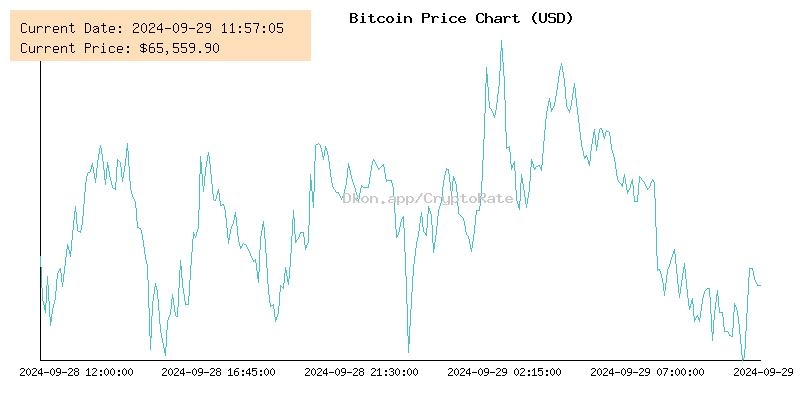 Bitcoin Price Chart (USD)
Current Date: 2024-09-29 11:57:05
Current Price: $65,559.90
Dkon.app/CryptoRate
2024-09-28 12:00:00 2024-09-28 16:45:00 2024-09-28 21:30:00 2024-09-29 02:15:00 2024-09-29 07:00:00 2024-09-29